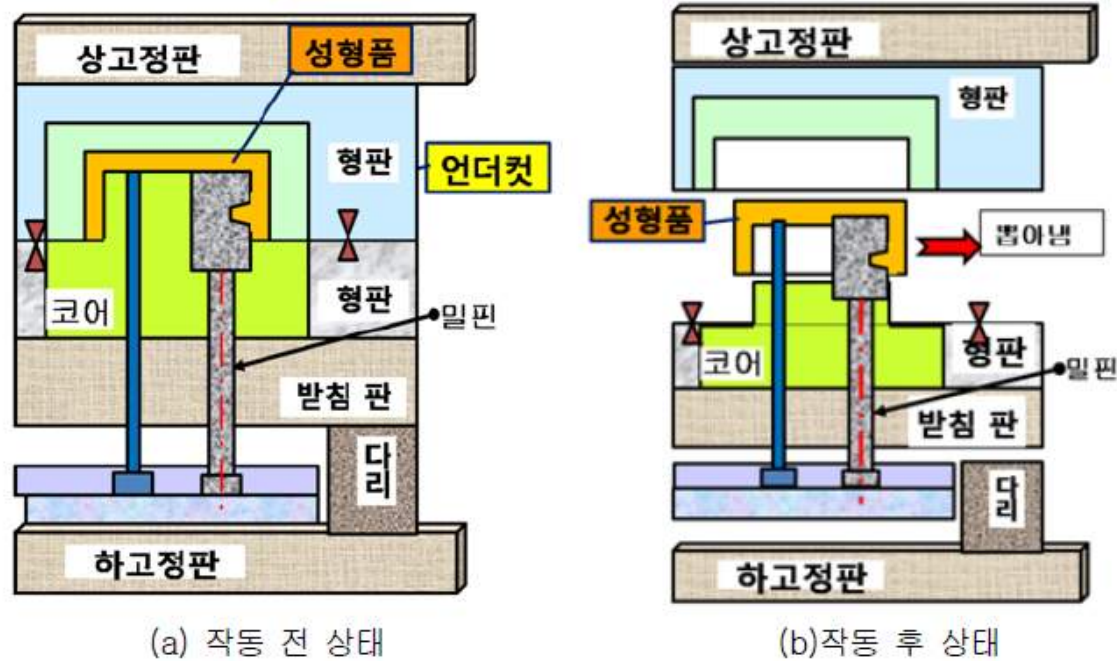 상고정판
성형품
형판
언더컷
코어
형판
밀핀
받침 판
다
리
하고정판
(a) 작동 전 상태
상고정판
형판
성형품
뽑아냄
코어
형판
밀핀
받침 판
다
리
하고정판
(b)작동 후 상태